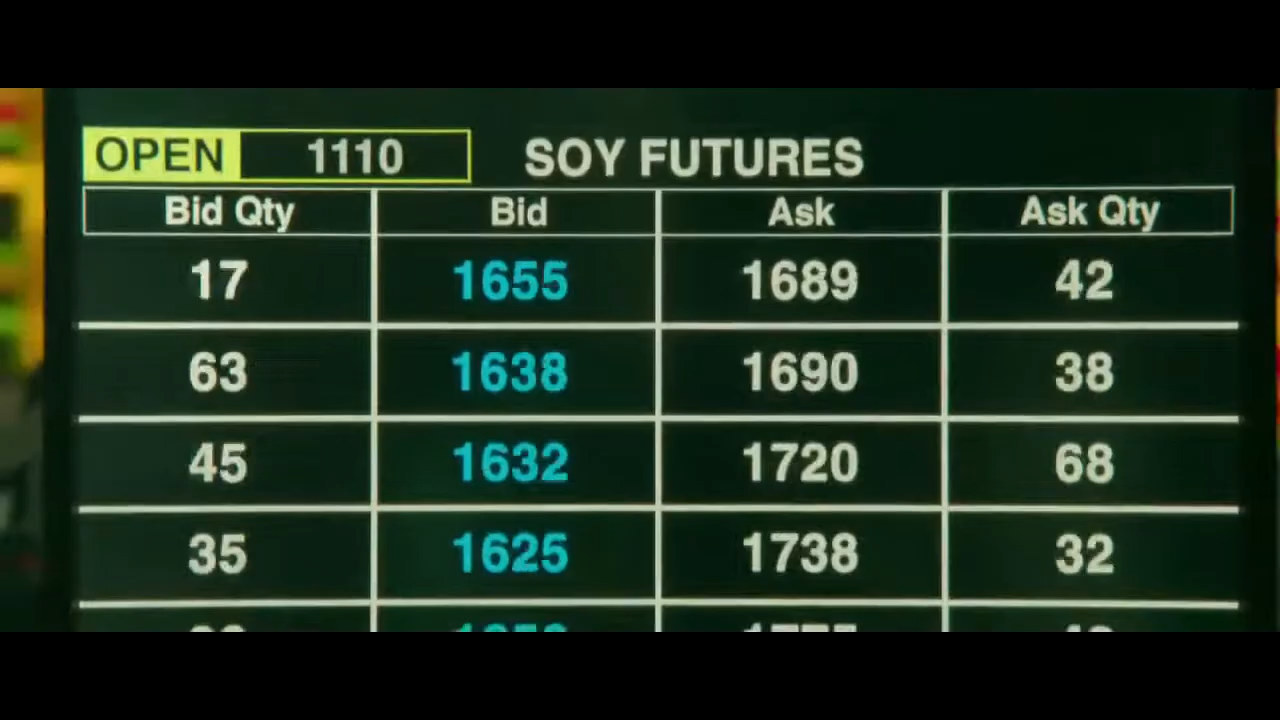 OPEN 1110 SOY FUTURES
Bid Qty Bid Ask Ask Qty
17 1655 1689 42
63 1638 1690 38
45 1632 1720 68
35 1625 1738 32